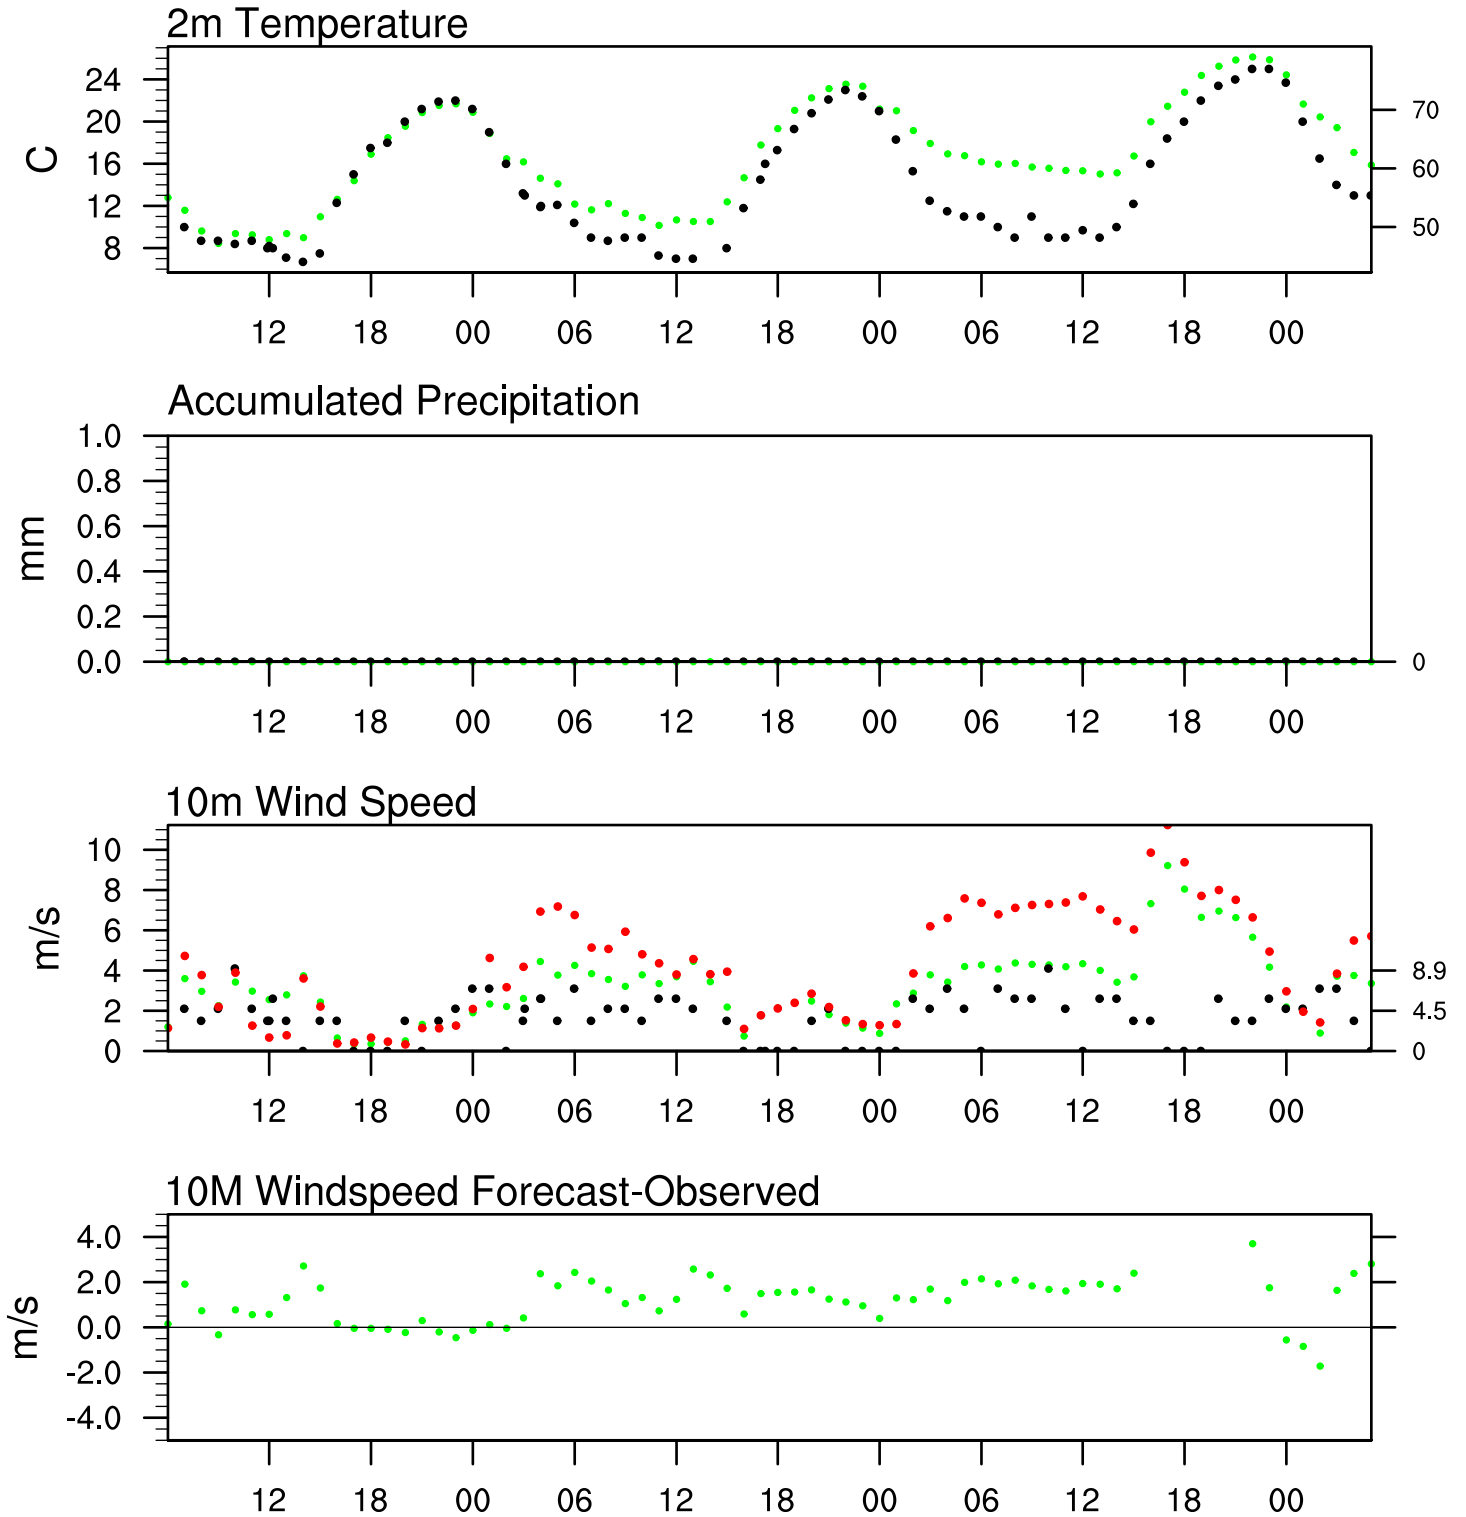 2m Temperature
24
20
16
12
8
C
70
60
50
12 18 00 06 12 18 00 06 12 18 00
Accumulated Precipitation
1.0
0.8
0.6
0.4
0.2
0.0
mm
0
12 18 00 06 12 18 00 06 12 18 00
10m Wind Speed
10
8
6
4
2
0
m/s
8.9
4.5
0
12 18 00 06 12 18 00 06 12 18 00
10M Windspeed Forecast-Observed
4.0
2.0
0.0
-2.0
-4.0
m/s
12 18 00 06 12 18 00 06 12 18 00